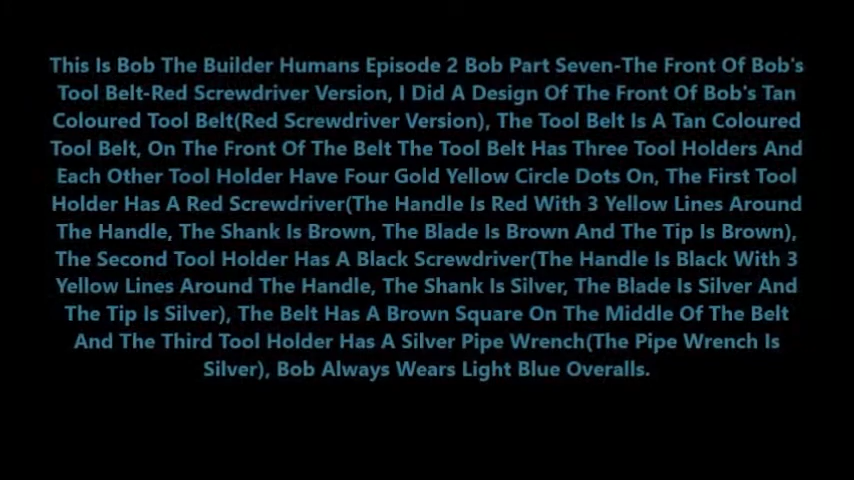 This Is Bob The Builder Humans Episode 2 Bob Part Seven-The Front Of Bob's
Tool Belt-Red Screwdriver Version, I Did A Design Of The Front Of Bob's Tan
Coloured Tool Belt(Red Screwdriver Version), The Tool Belt Is A Tan Coloured
Tool Belt, On The Front Of The Belt The Tool Belt Has Three Tool Holders And
Each Other Tool Holder Have Four Gold Yellow Circle Dots On, The First Tool
Holder Has A Red Screwdriver(The Handle Is Red With 3 Yellow Lines Around
The Handle, The Shank Is Brown, The Blade Is Brown And The Tip Is Brown),
The Second Tool Holder Has A Black Screwdriver(The Handle Is Black With 3
Yellow Lines Around The Handle, The Shank Is Silver, The Blade Is Silver And
The Tip Is Silver), The Belt Has A Brown Square On The Middle Of The Belt
And The Third Tool Holder Has A Silver Pipe Wrench(The Pipe Wrench Is
Silver), Bob Always Wears Light Blue Overalls.